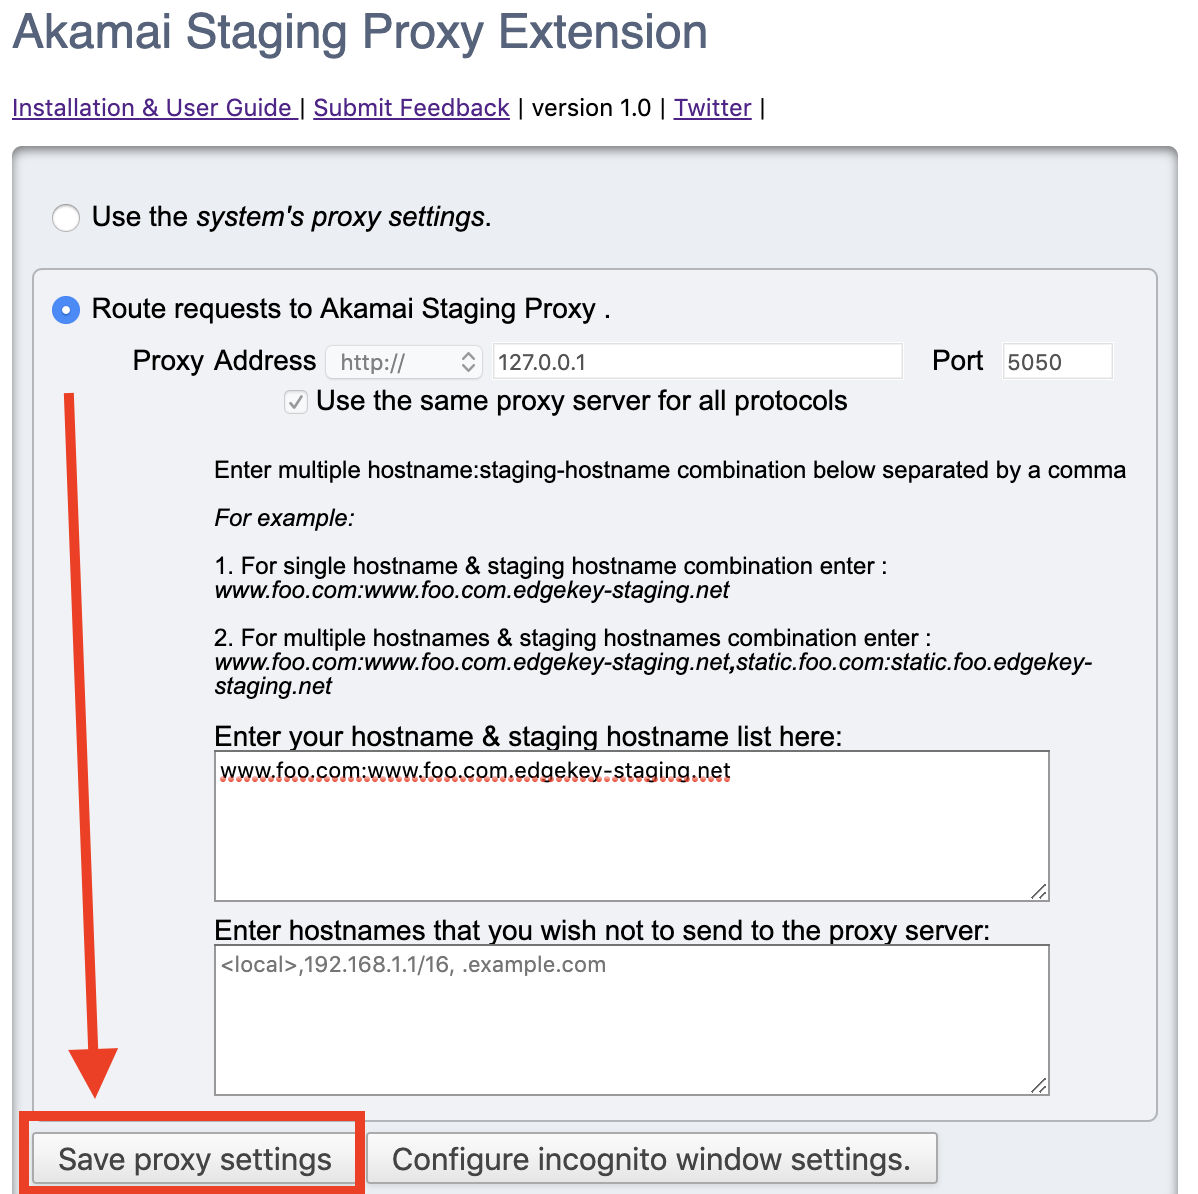 Akamai Staging Proxy Extension
Installation & User Guide | Submit Feedback | version 1.0 | Twitter |
Use the system's proxy settings.
Route requests to Akamai Staging Proxy .
Proxy Address http:// 127.0.0.1 Port 5050
Use the same proxy server for all protocols
Enter multiple hostname:staging-hostname combination below separated by a comma
For example:
1. For single hostname & staging hostname combination enter :
www.foo.com:www.foo.com.edgekey-staging.net
2. For multiple hostnames & staging hostnames combination enter :
www.foo.com:www.foo.com.edgekey-staging.net,static.foo.com:static.foo.edgekey-
staging.net
Enter your hostname & staging hostname list here:
www.foo.com:www.foo.com.edgekey-staging.net
Enter hostnames that you wish not to send to the proxy server:
<local>,192.168.1.1/16, .example.com
Save proxy settings Configure incognito window settings.